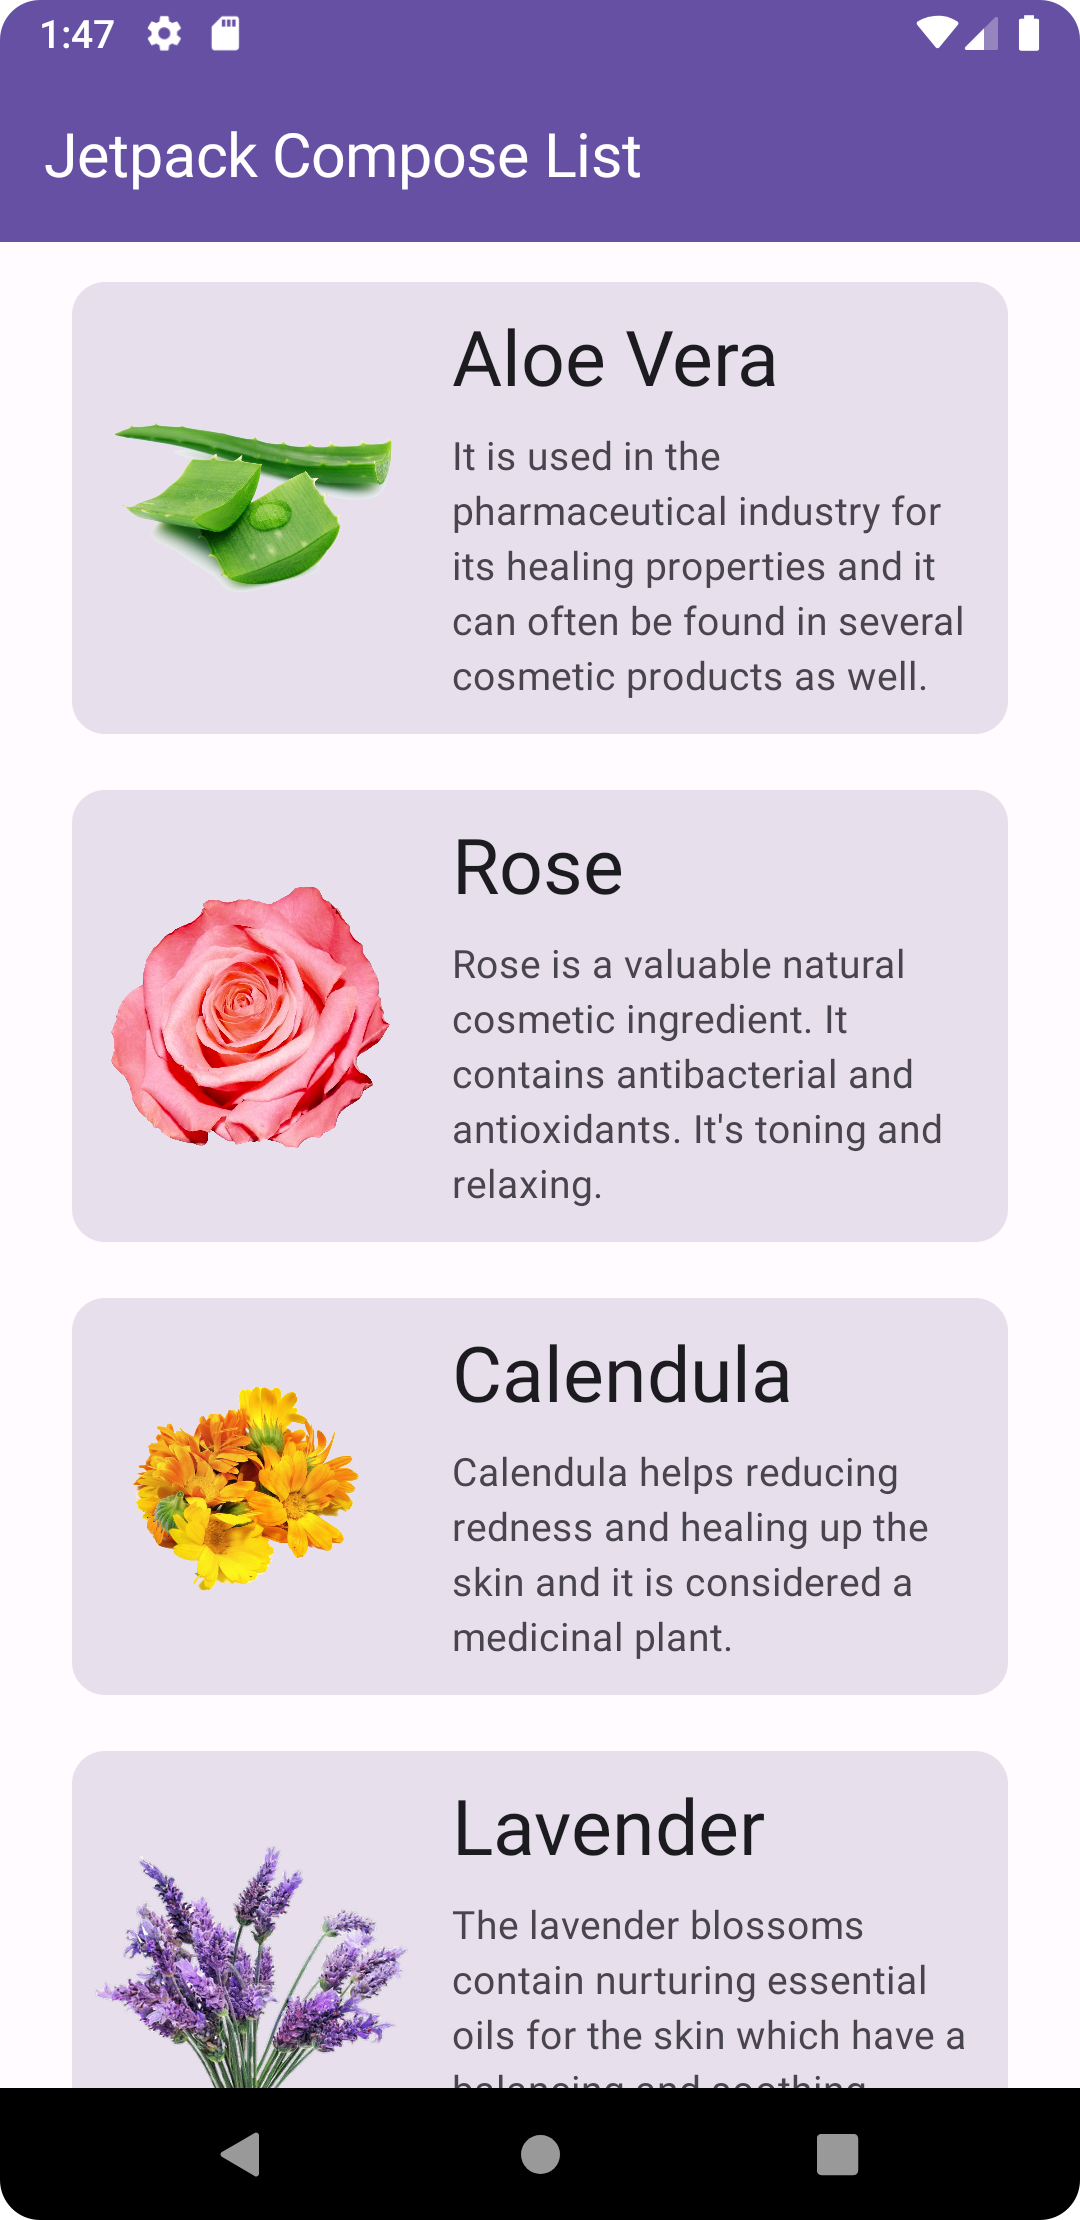 1:47
Jetpack Compose List
Aloe Vera
It is used in the
pharmaceutical industry for
its healing properties and it
can often be found in several
cosmetic products as well.
Rose
Rose is a valuable natural
cosmetic ingredient. It
contains antibacterial and
antioxidants. It's toning and
relaxing.
Calendula
Calendula helps reducing
redness and healing up the
skin and it is considered a
medicinal plant.
Lavender
The lavender blossoms
contain nurturing essential
oils for the skin which have a
balancing and soothing